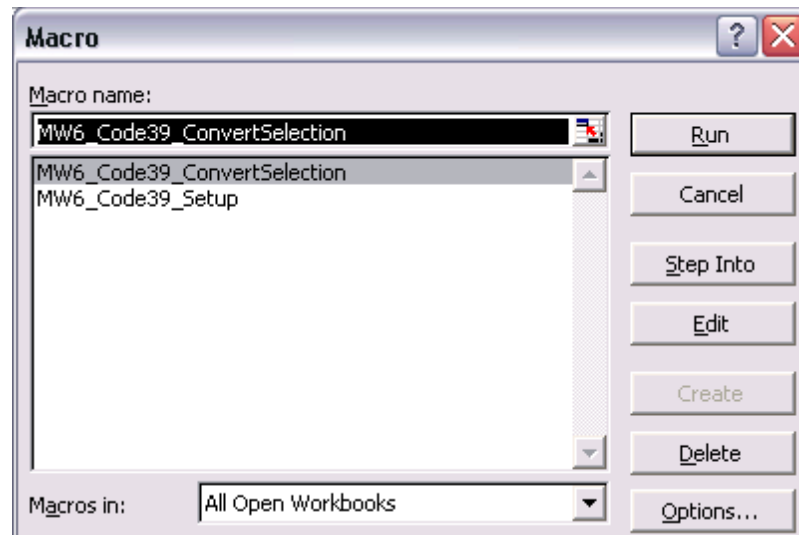 Macro
?
Macro name:
MW6_Code39_ConvertSelection
Run
MW6_Code39_ConvertSelection
MW6_Code39_Setup
Cancel
Step Into
Edit
Create
Delete
Macros in:
All Open Workbooks
Options...